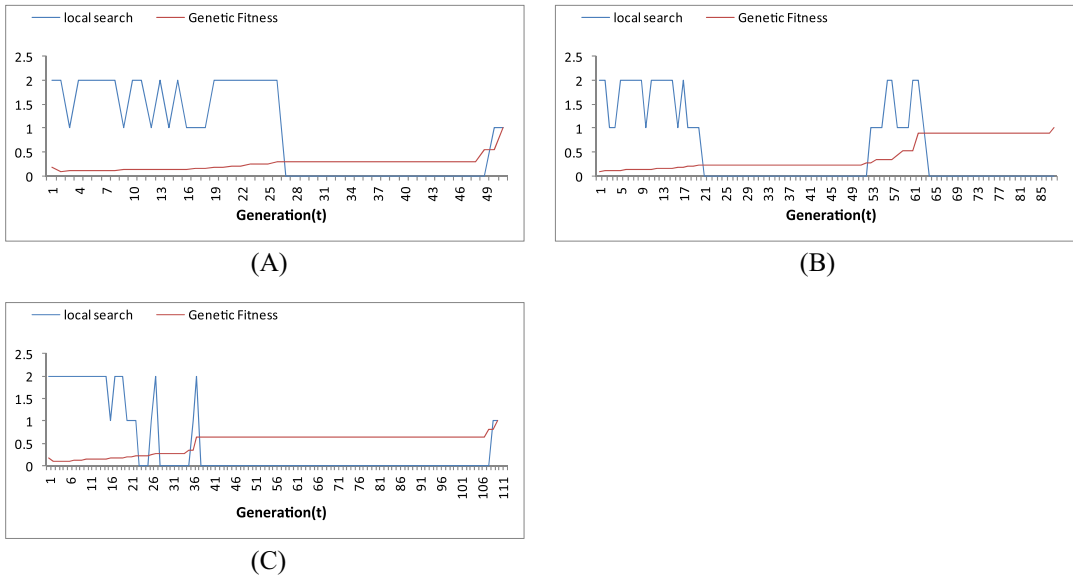 local search Genetic Fitness
2.5
2
1.5
1
0.5
0
1 4 7 10 13 16 19 22 25 28 31 34 37 40 43 46 49
Generation(t)
(A)
local search Genetic Fitness
2.5
2
1.5
1
0.5
0
1 5 9 13 17 21 25 29 33 37 41 45 49 53 57 61 65 69 73 77 81 85
Generation(t)
(B)
local search Genetic Fitness
2.5
2
1.5
1
0.5
0
1 6 11 16 21 26 31 36 41 46 51 56 61 66 71 76 81 86 91 96 101 106 111
Generation(t)
(C)